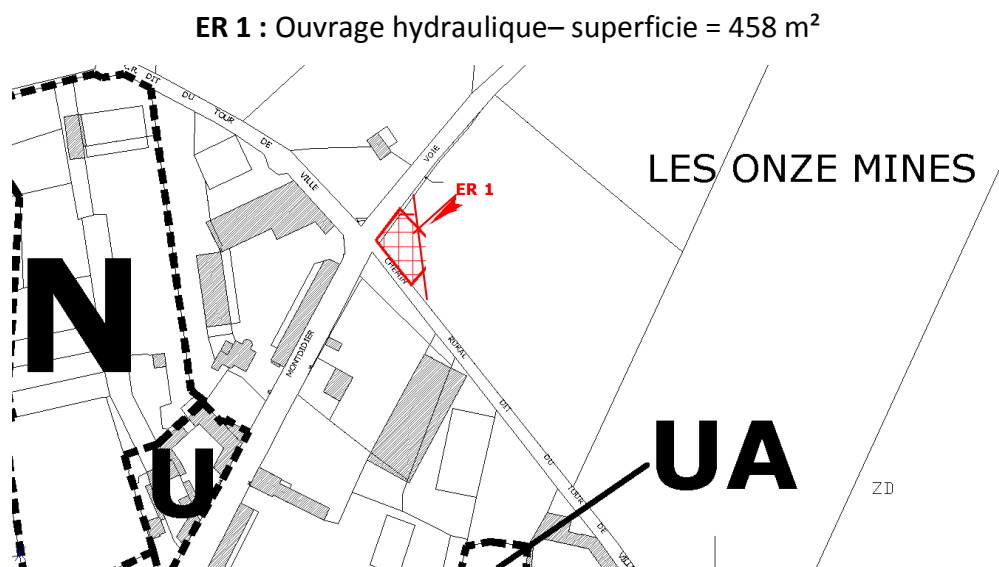 ER 1 : Ouvrage hydraulique– superficie = 458 m²
C.R. DIT DU TOUR DE VILLE
VOIE
LES ONZE MINES
ER 1
N
CHEMIN RURAL DIT DU TOUR DE VILLE
MONTDIDIER
U
UA
ZD